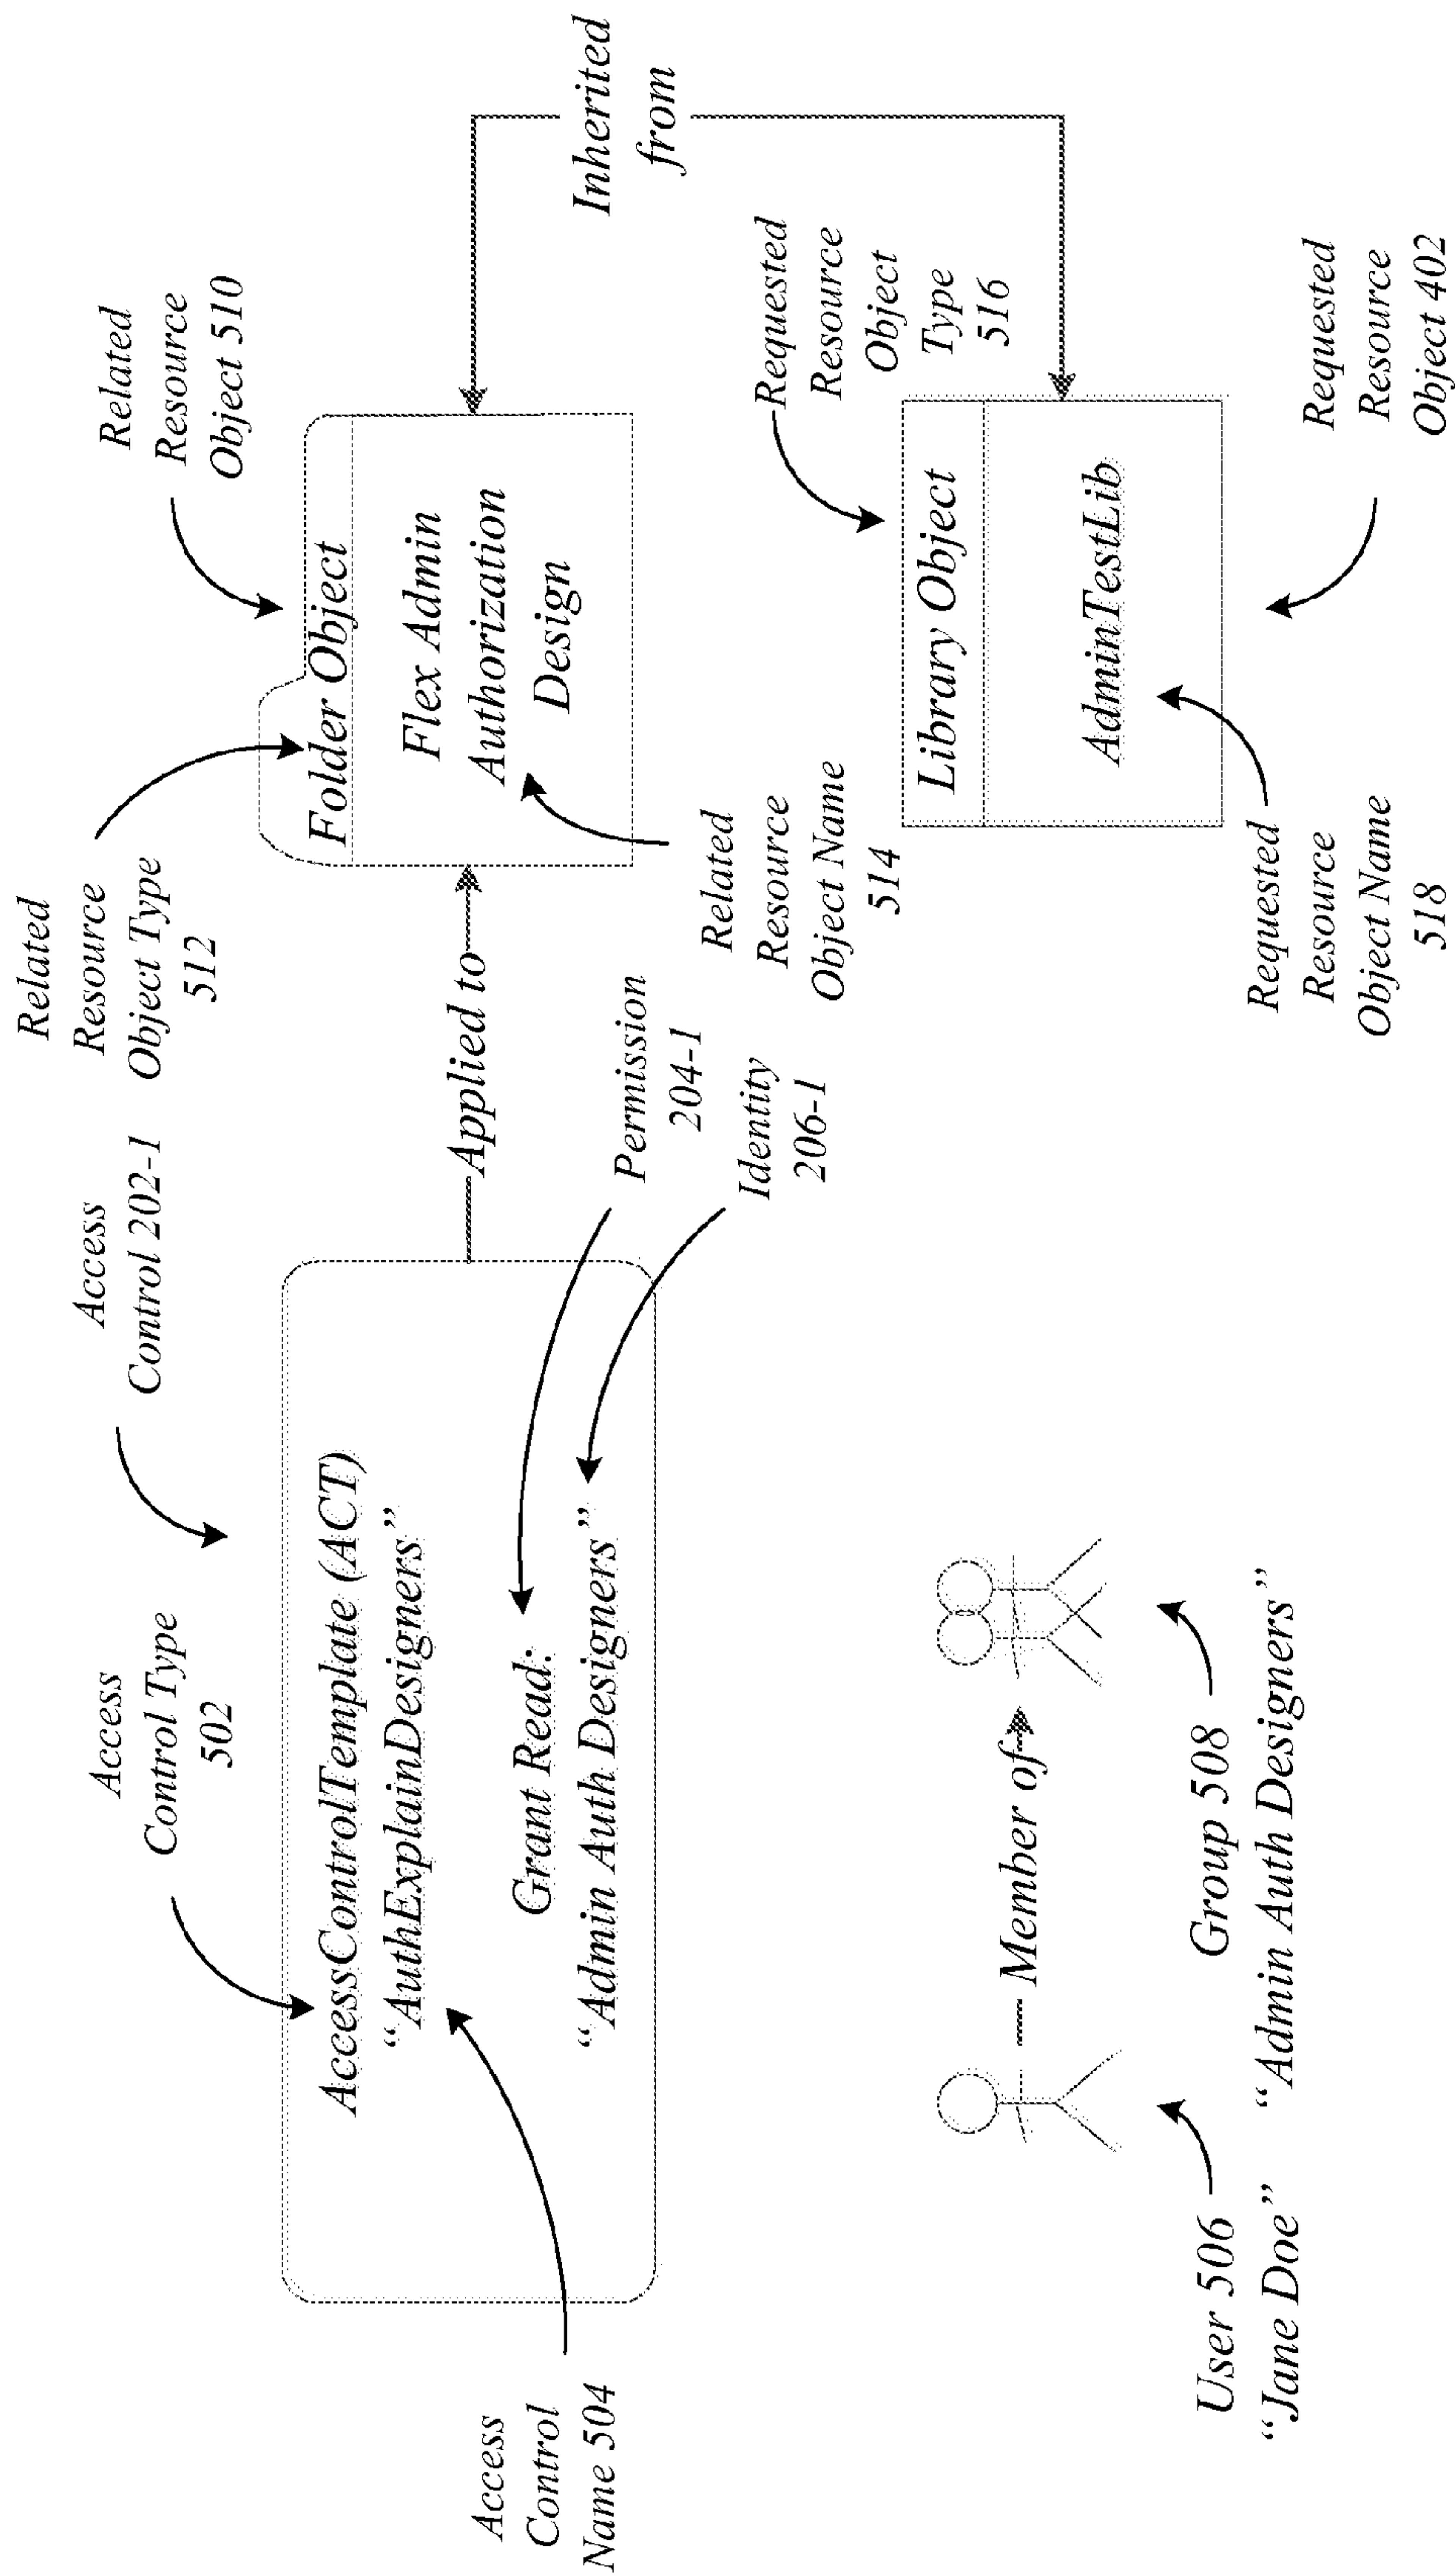 Access
Control Type
502
Access
Control 202-1
Related
Resource
Object Type
512
Related
Resource
Object 510
Access
Control
Name 504
AccessControlTemplate (ACT)
“AuthExplainDesigners”
Grant Read:
“Admin Auth Designers”
Applied to
Permission
204-1
Identity
206-1
Folder Object
Flex Admin
Authorization
Design
Related
Resource
Object Name
514
Inherited
from
Requested
Resource
Object
Type
516
Library Object
AdminTestLib
Requested
Resource
Object Name
518
Requested
Resource
Object 402
Member of
User 506
“Jane Doe”
Group 508
“Admin Auth Designers”